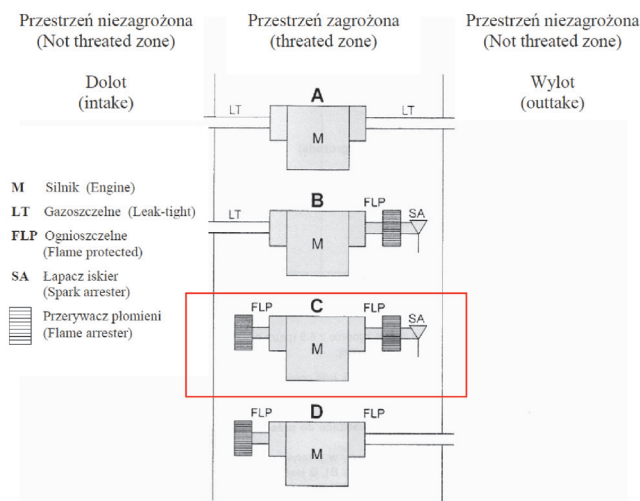 Przestrzeń niezagrożona
(Not threated zone)
Przestrzeń zagrożona
(threated zone)
Przestrzeń niezagrożona
(Not threated zone)
Dolot
(intake)
Wylot
(outtake)
A
LT
LT
M
M Silnik (Engine)
LT Gazoszczelne (Leak-tight)
FLP Ognioszczelne
(Flame protected)
SA Łapacz iskier
(Spark arrester)
Przerywacz płomieni
(Flame arrester)
B
LT
FLP
SA
M
C
FLP
FLP
SA
M
D
FLP
FLP
M